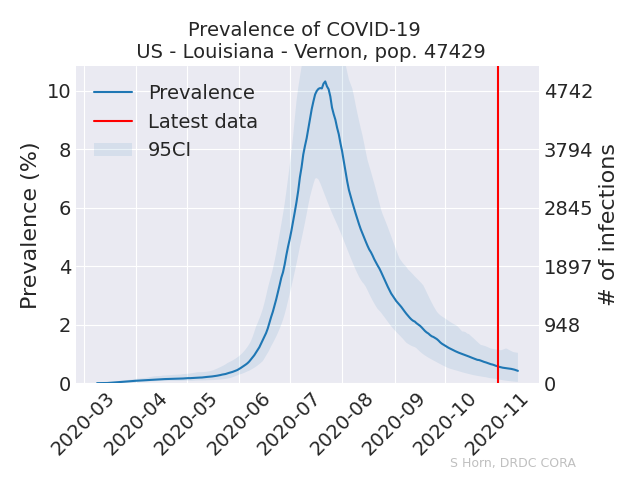 Prevalence of COVID-19
US - Louisiana - Vernon, pop. 47429
Prevalence
Latest data
95CI
Prevalence (%)
10
8
6
4
2
0
4742
3794
2845
1897
948
0
# of infections
2020-03
2020-04
2020-05
2020-06
2020-07
2020-08
2020-09
2020-10
2020-11
S Horn, DRDC CORA